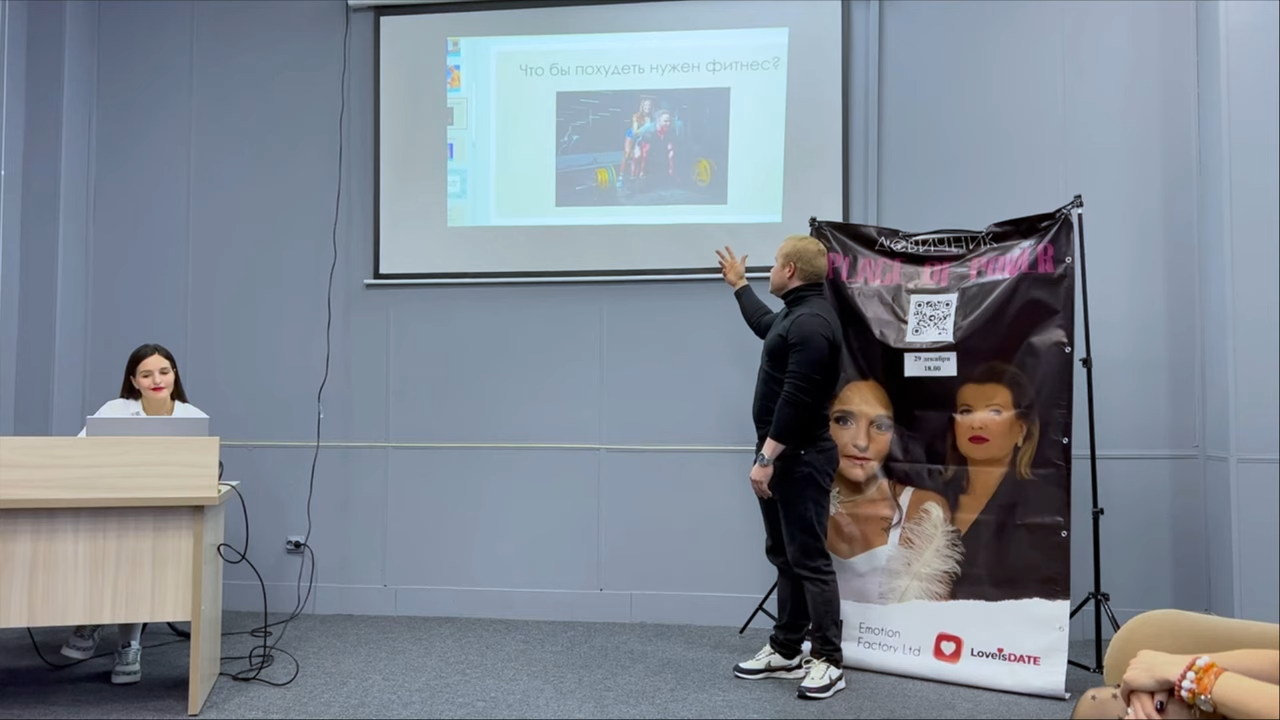 Что бы похудеть нужен фитнес?
ДЕВИЧНИК
PLACE OF POWER
29 декабря
18.00
Emotion
Factory Ltd
LoveisDATE